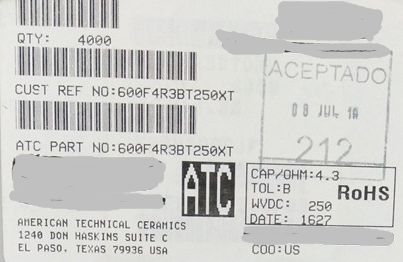 QTY: 4000
CUST REF NO:600F4R3BT250XT
ATC PART NO:600F4R3BT250XT
ACEPTADO
08 JUL 16
212
ATC
CAP/OHM:4.3
TOL:B
RoHS
WVDC: 250
DATE: 1627
AMERICAN TECHNICAL CERAMICS
1240 DON HASKINS SUITE C
EL PASO, TEXAS 79936 USA
COO:US